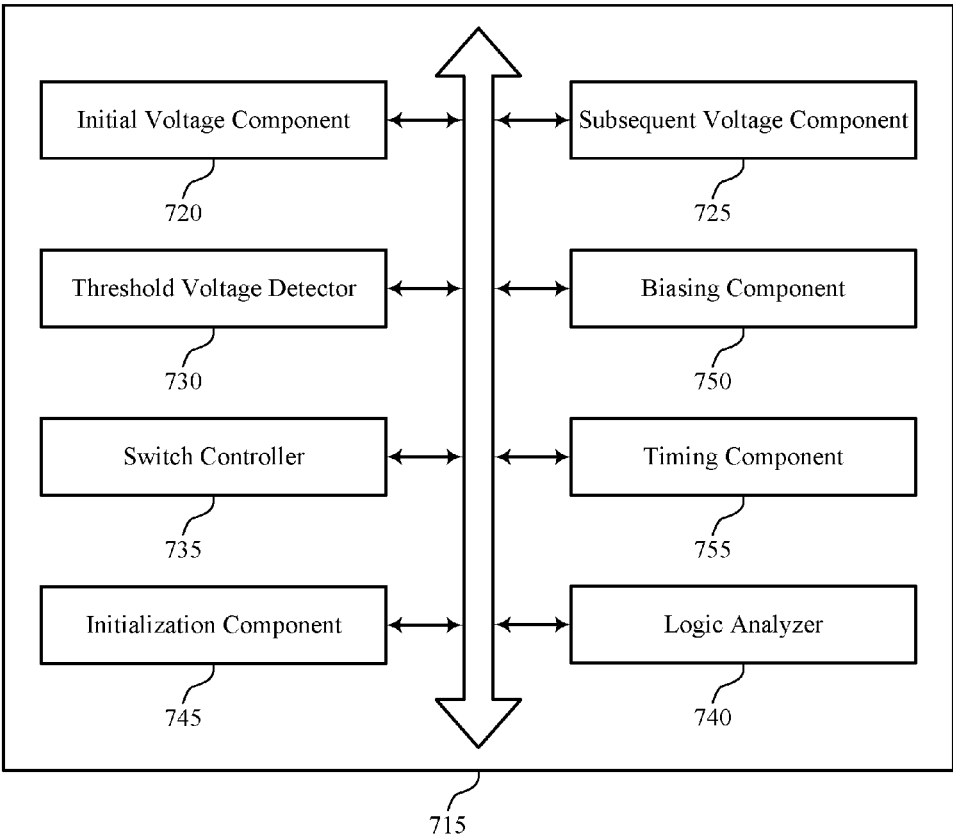 Initial Voltage Component
720
Subsequent Voltage Component
725
Threshold Voltage Detector
730
Biasing Component
750
Switch Controller
735
Timing Component
755
Initialization Component
745
Logic Analyzer
740
715